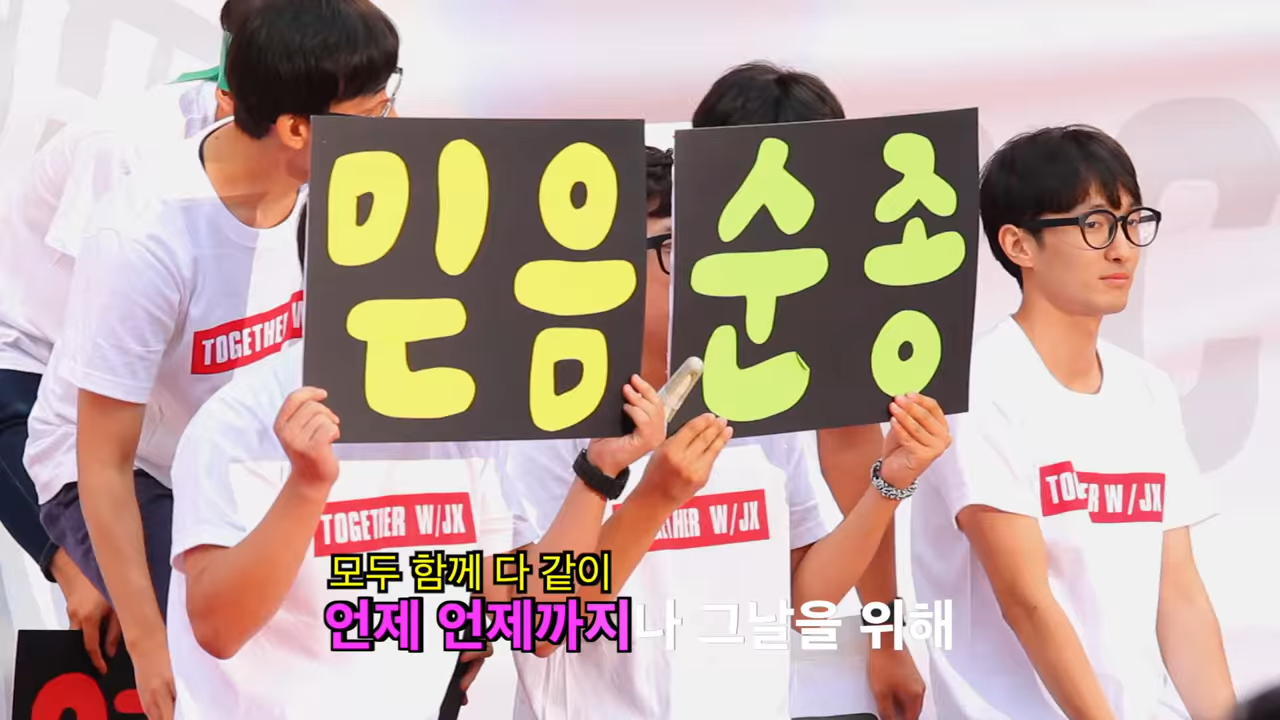 믿음
순종
TOGETHER W
TOGETHER W/JX
GETHER W/JX
TOGETHER W/JX
모두 함께 다 같이
언제 언제까지나 그날을 위해